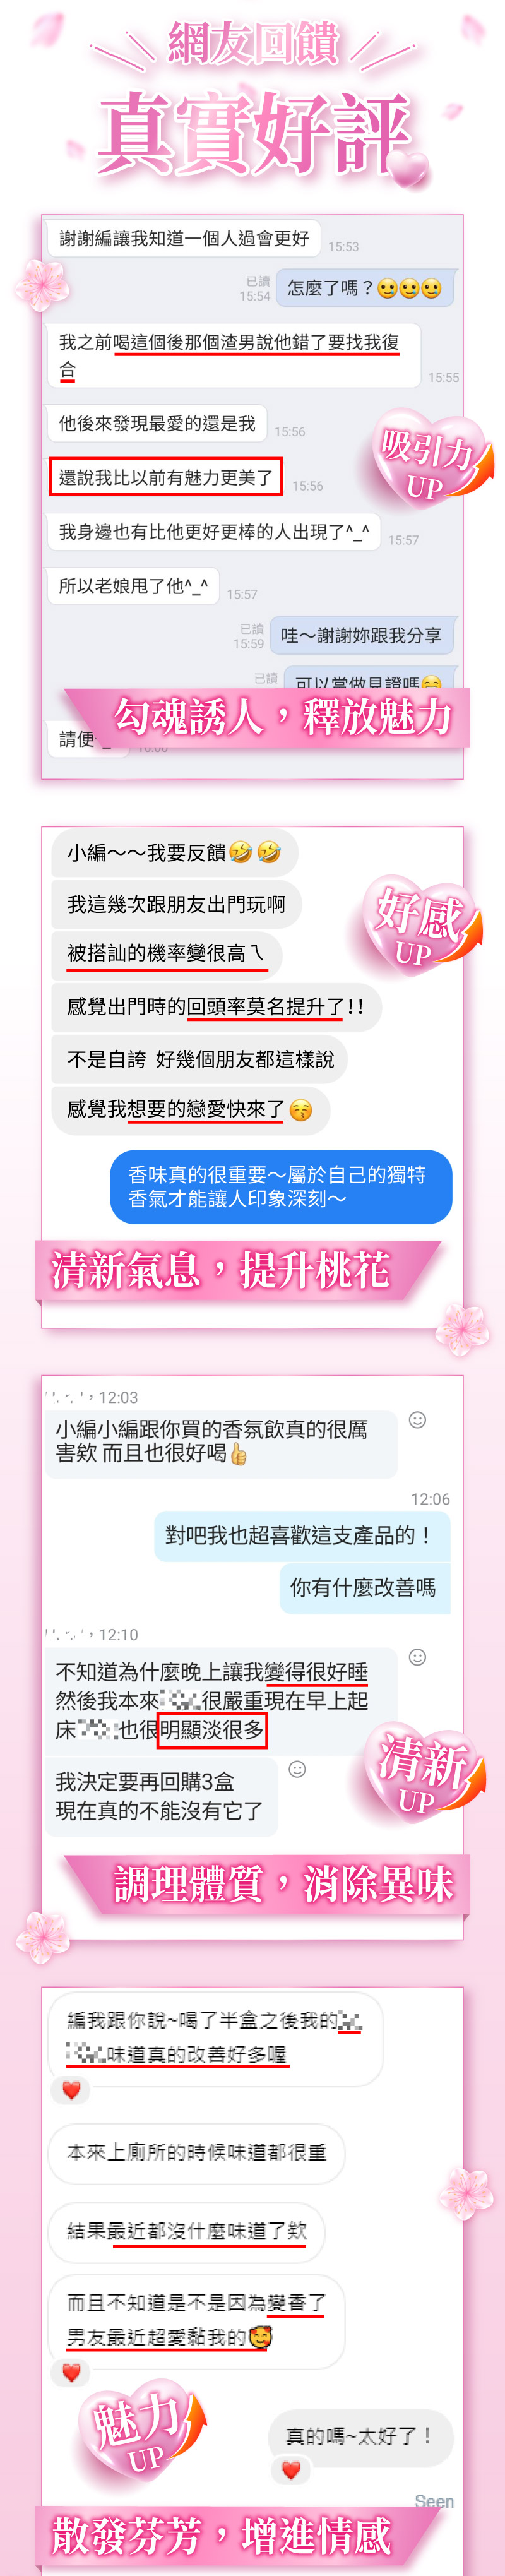 網友回饋
真實好評
謝謝編讓我知道一個人過會更好
15:53
已讀
15:54
怎麼了嗎？
我之前喝這個後那個渣男說他錯了要找我復
合
15:55
他後來發現最愛的還是我
15:56
還說我比以前有魅力更美了
15:56
吸引力
UP
我身邊也有比他更好更棒的人出現了^_^
15:57
所以老娘甩了他^_^
15:57
已讀
15:59
哇～謝謝妳跟我分享
已讀
可以當做見證嗎
勾魂誘人，釋放魅力
請便
16:00
小編～～我要反饋
我這幾次跟朋友出門玩啊
被搭訕的機率變很高ㄟ
好感
UP
感覺出門時的回頭率莫名提升了!!
不是自誇 好幾個朋友都這樣說
感覺我想要的戀愛快來了
香味真的很重要～屬於自己的獨特
香氣才能讓人印象深刻～
清新氣息，提升桃花
12:03
小編小編跟你買的香氛飲真的很厲
害欸 而且也很好喝
12:06
對吧我也超喜歡這支產品的！
你有什麼改善嗎
12:10
不知道為什麼晚上讓我變得很好睡
然後我本來很嚴重現在早上起
床也很明顯淡很多
清新
UP
我決定要再回購3盒
現在真的不能沒有它了
調理體質，消除異味
編我跟你說~喝了半盒之後我的
味道真的改善好多喔
本來上廁所的時候味道都很重
結果最近都沒什麼味道了欸
而且不知道是不是因為變香了
男友最近超愛黏我的
魅力
UP
真的嗎~太好了！
Seen
散發芬芳，增進情感